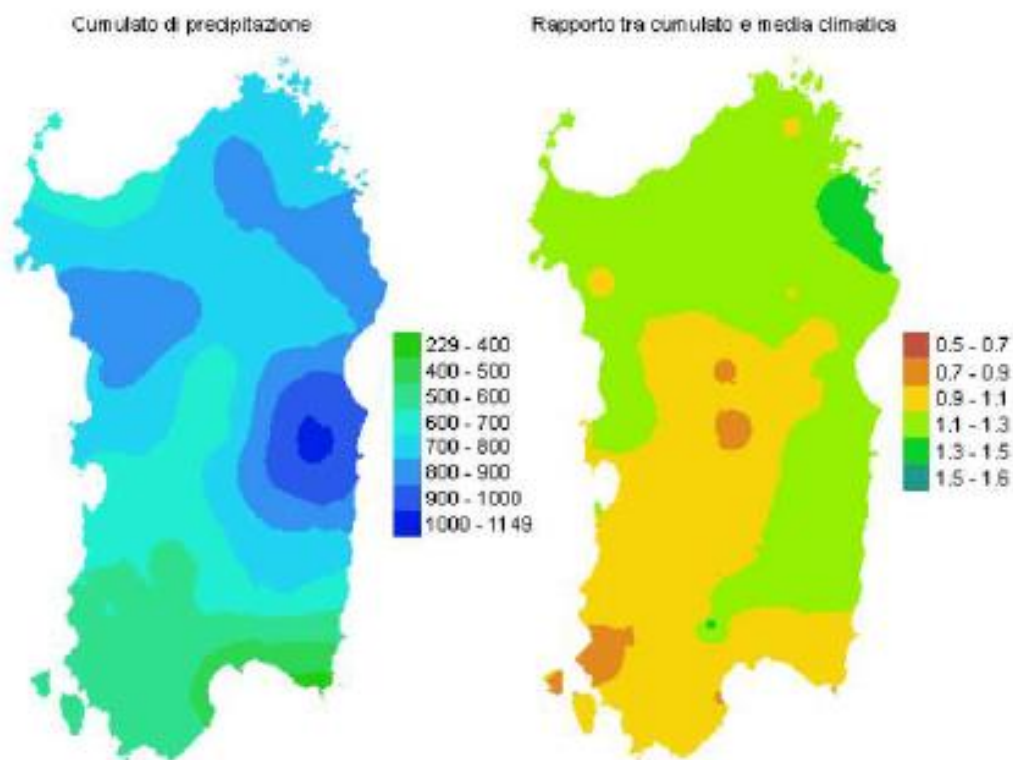 Cumulato di precipitazione
Rapporto tra cumulato e media climatica
229 - 400
400 - 500
500 - 600
600 - 700
700 - 800
800 - 900
900 - 1000
1000 - 1149
0.5 - 0.7
0.7 - 0.9
0.9 - 1.1
1.1 - 1.3
1.3 - 1.5
1.5 - 1.6